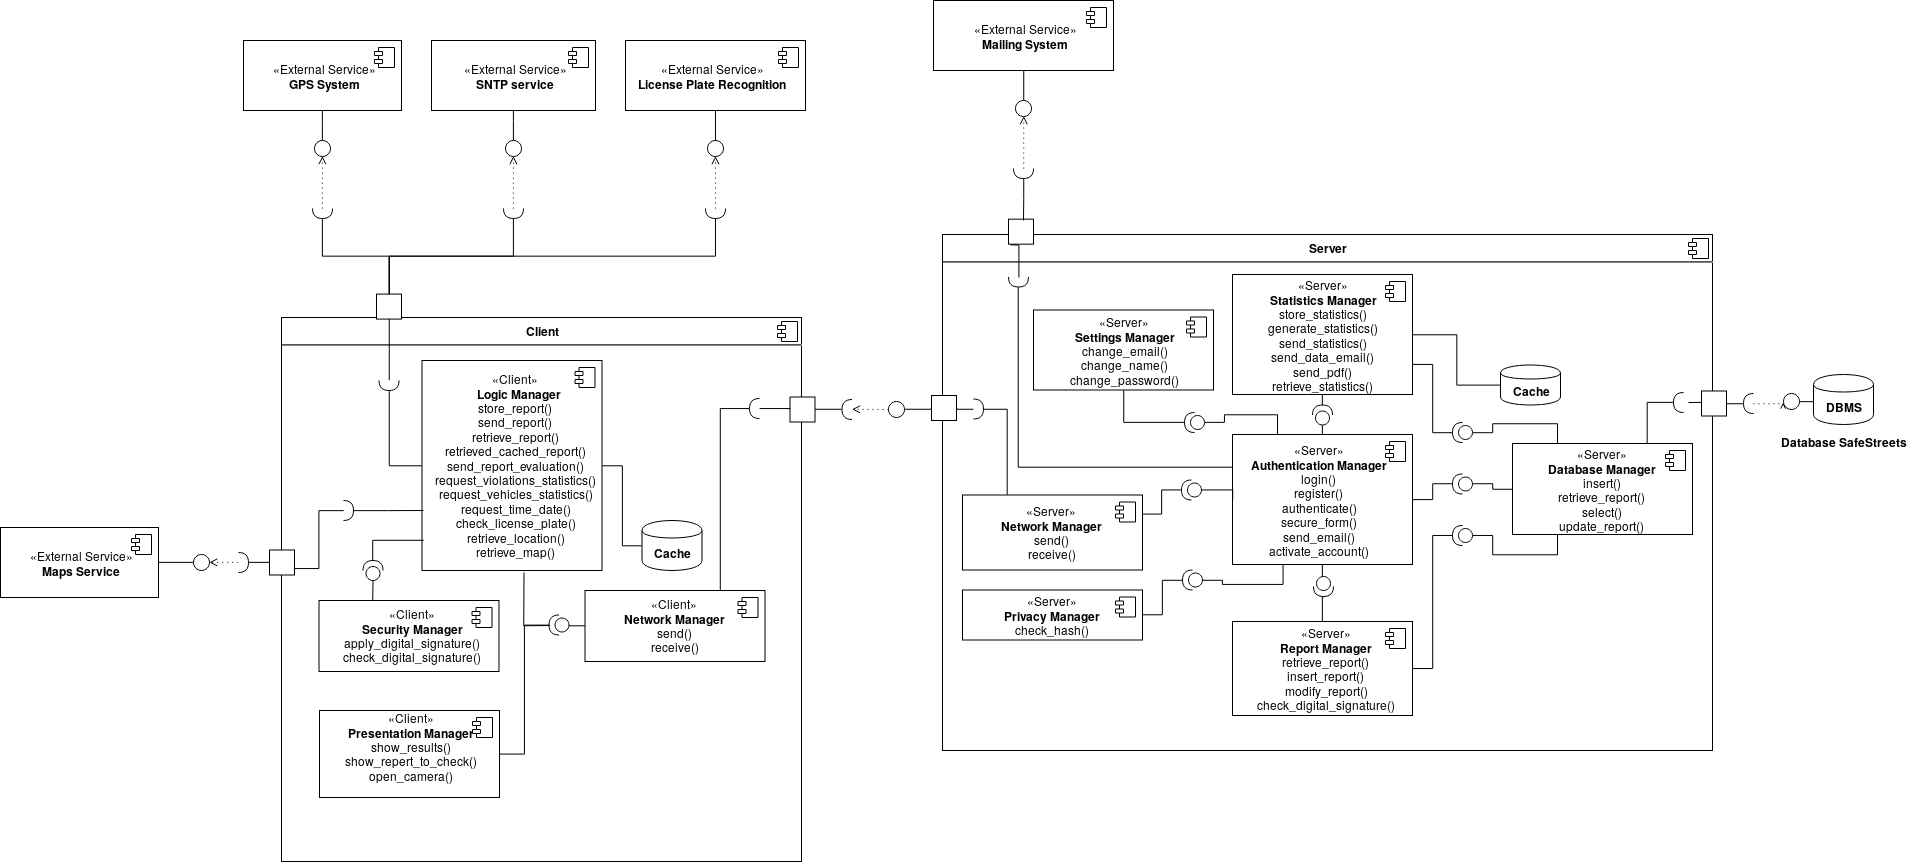 «External Service»
Mailing System
«External Service»
GPS System
«External Service»
SNTP service
«External Service»
License Plate Recognition
Server
«Server»
Statistics Manager
store_statistics()
generate_statistics()
send_statistics()
send_data_email()
send_pdf()
retrieve_statistics()
«Server»
Settings Manager
change_email()
change_name()
change_password()
Cache
DBMS
Database SafeStreets
Client
«Client»
Logic Manager
store_report()
send_report()
retrieve_report()
retrieved_cached_report()
send_report_evaluation()
request_violations_statistics()
request_vehicles_statistics()
request_time_date()
check_license_plate()
retrieve_location()
retrieve_map()
Cache
«Server»
Authentication Manager
login()
register()
authenticate()
secure_form()
send_email()
activate_account()
«Server»
Database Manager
insert()
retrieve_report()
select()
update_report()
«Server»
Network Manager
send()
receive()
«External Service»
Maps Service
«Client»
Security Manager
apply_digital_signature()
check_digital_signature()
«Client»
Network Manager
send()
receive()
«Server»
Privacy Manager
check_hash()
«Server»
Report Manager
retrieve_report()
insert_report()
modify_report()
check_digital_signature()
«Client»
Presentation Manager
show_results()
show_repert_to_check()
open_camera()